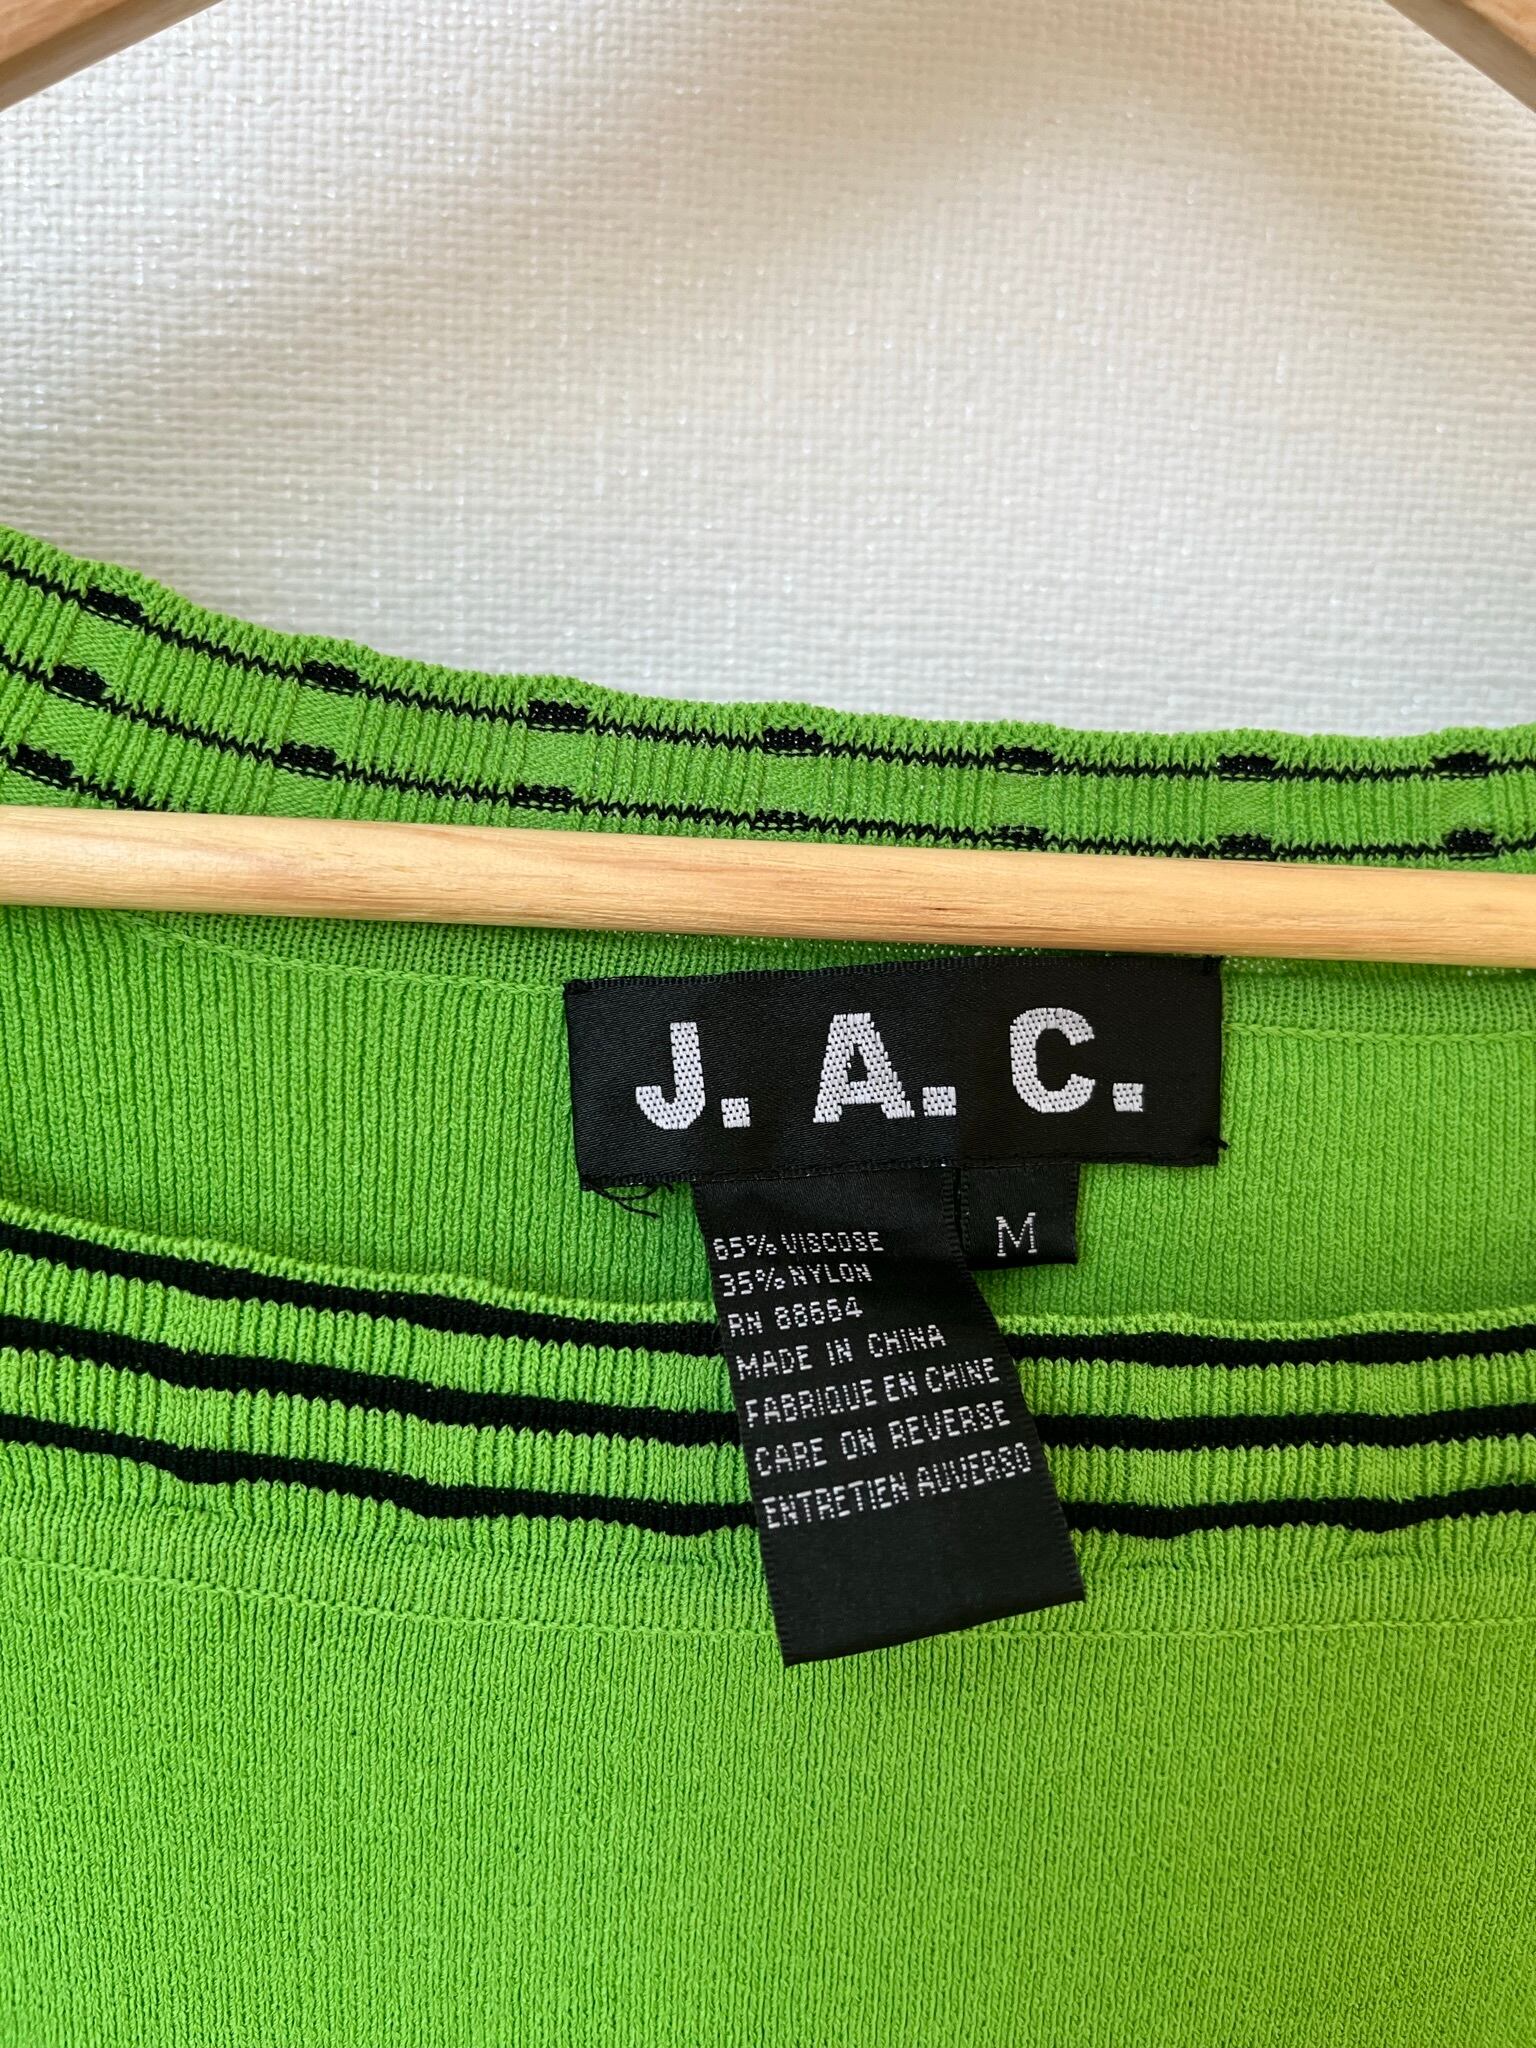 J. A. C.
M
65% VISCOSE
35% NYLON
RN 88664
MADE IN CHINA
FABRIQUE EN CHINE
CARE ON REVERSE
ENTRETIEN AUVERSO